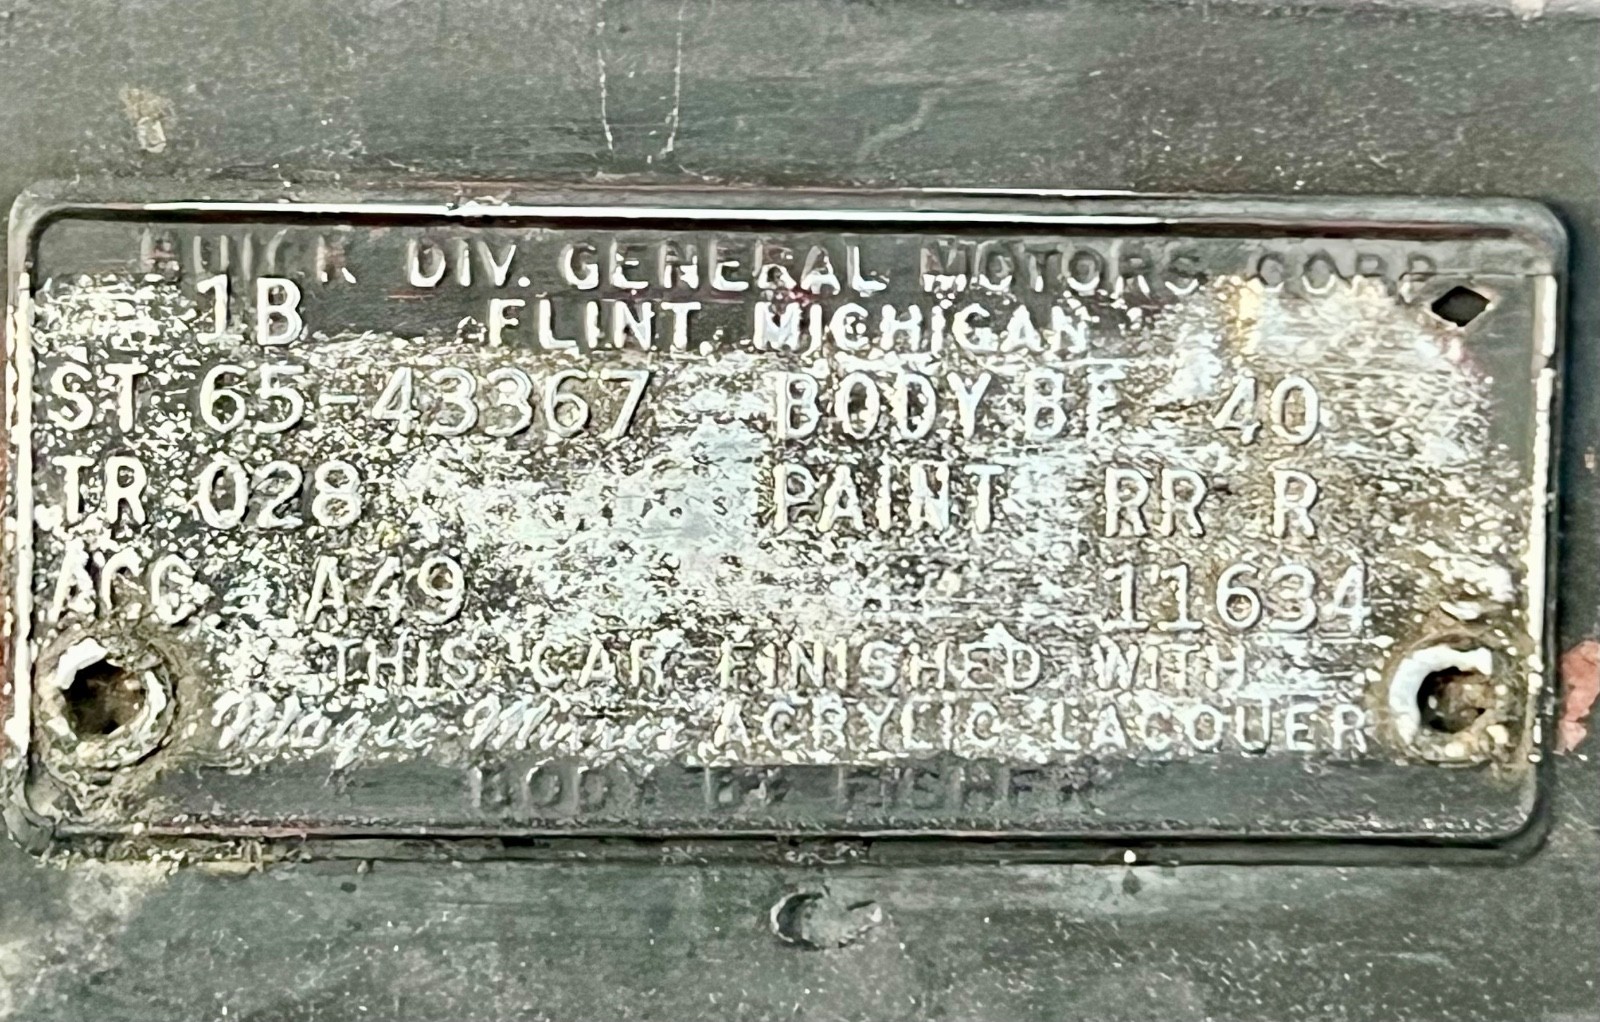 BUICK DIV. GENERAL MOTORS CORP.
1B FLINT, MICHIGAN
ST 65-43367 BODY BF 40
TR 028 PAINT RR R
ACC. A49 11634
THIS CAR FINISHED WITH
Magic-Mirror ACRYLIC LACQUER
BODY BY FISHER